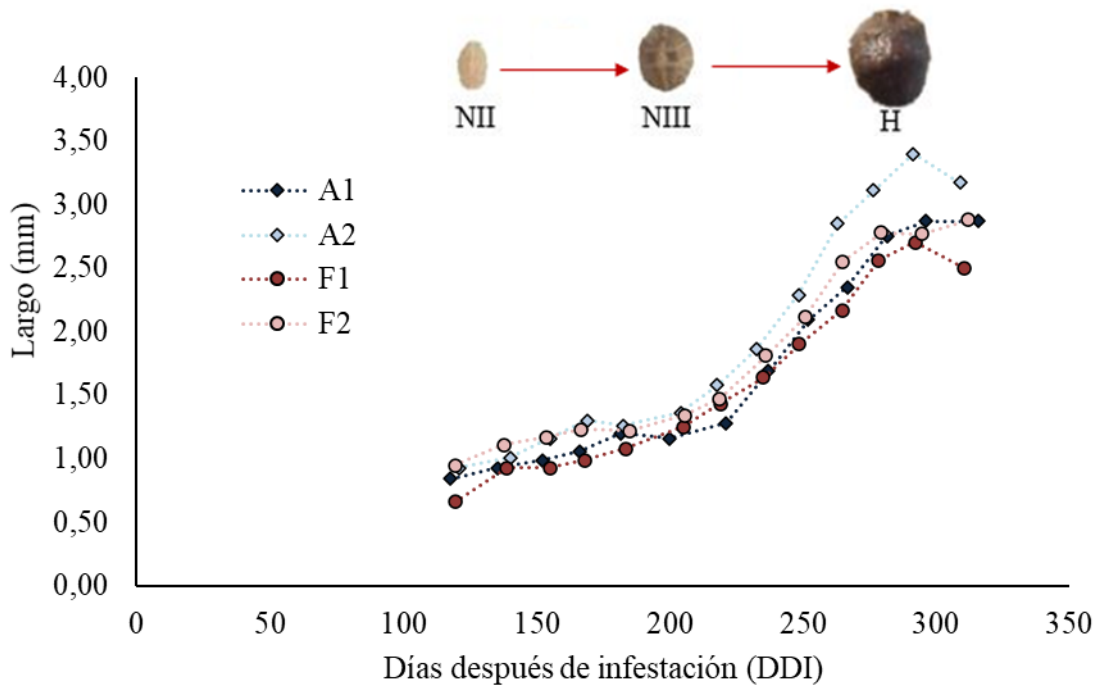 NII
NIII
H
4,00
3,50
3,00
2,50
2,00
1,50
1,00
0,50
0,00
Largo (mm)
A1
A2
F1
F2
0 50 100 150 200 250 300 350
Días después de infestación (DDI)